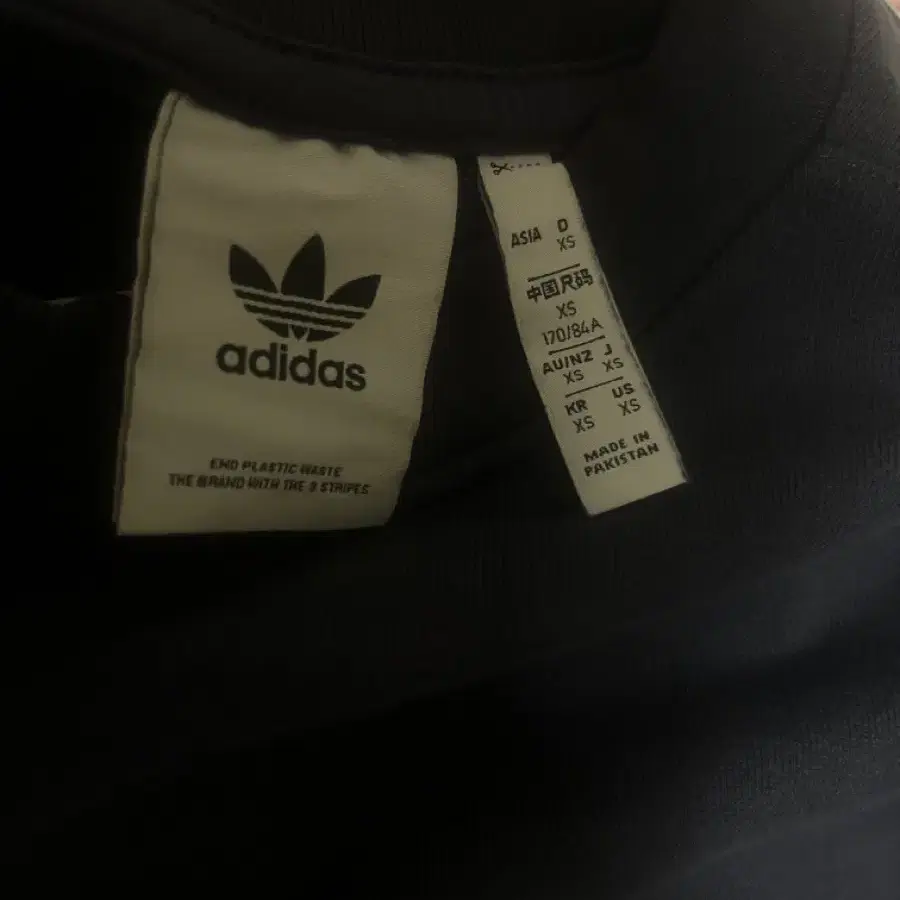 adidas
END PLASTIC WASTE
THE BRAND WITH THE 3 STRIPES
ASIA D
XS
中国尺码
XS
170/84A
AU/NZ J
XS XS
KR US
XS XS
MADE IN
PAKISTAN